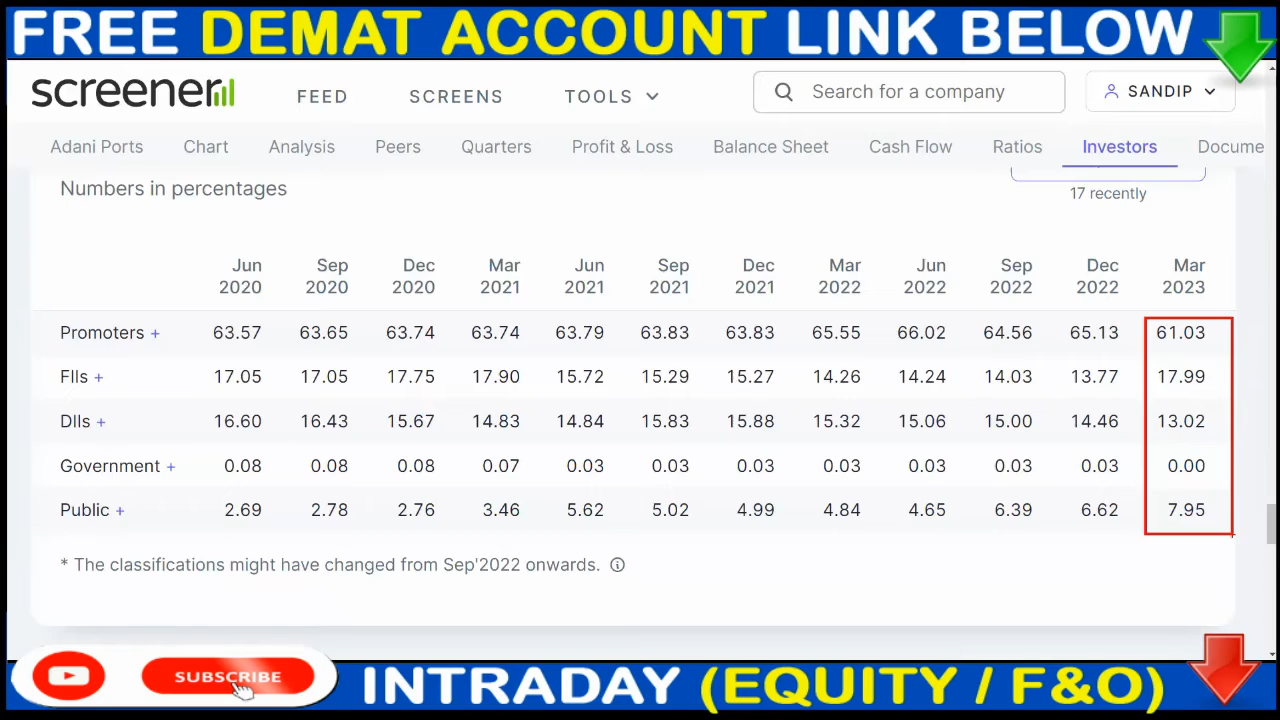 FREE DEMAT ACCOUNT LINK BELOW
screener FEED SCREENS TOOLS Search for a company SANDIP
Adani Ports Chart Analysis Peers Quarters Profit & Loss Balance Sheet Cash Flow Ratios Investors Docume
Numbers in percentages
17 recently
Jun 2020 Sep 2020 Dec 2020 Mar 2021 Jun 2021 Sep 2021 Dec 2021 Mar 2022 Jun 2022 Sep 2022 Dec 2022 Mar 2023
Promoters + 63.57 63.65 63.74 63.74 63.79 63.83 63.83 65.55 66.02 64.56 65.13 61.03
FIIs + 17.05 17.05 17.75 17.90 15.72 15.29 15.27 14.26 14.24 14.03 13.77 17.99
DIIs + 16.60 16.43 15.67 14.83 14.84 15.83 15.88 15.32 15.06 15.00 14.46 13.02
Government + 0.08 0.08 0.08 0.07 0.03 0.03 0.03 0.03 0.03 0.03 0.03 0.00
Public + 2.69 2.78 2.76 3.46 5.62 5.02 4.99 4.84 4.65 6.39 6.62 7.95
* The classifications might have changed from Sep'2022 onwards.
SUBSCRIBE
INTRADAY (EQUITY / F&O)